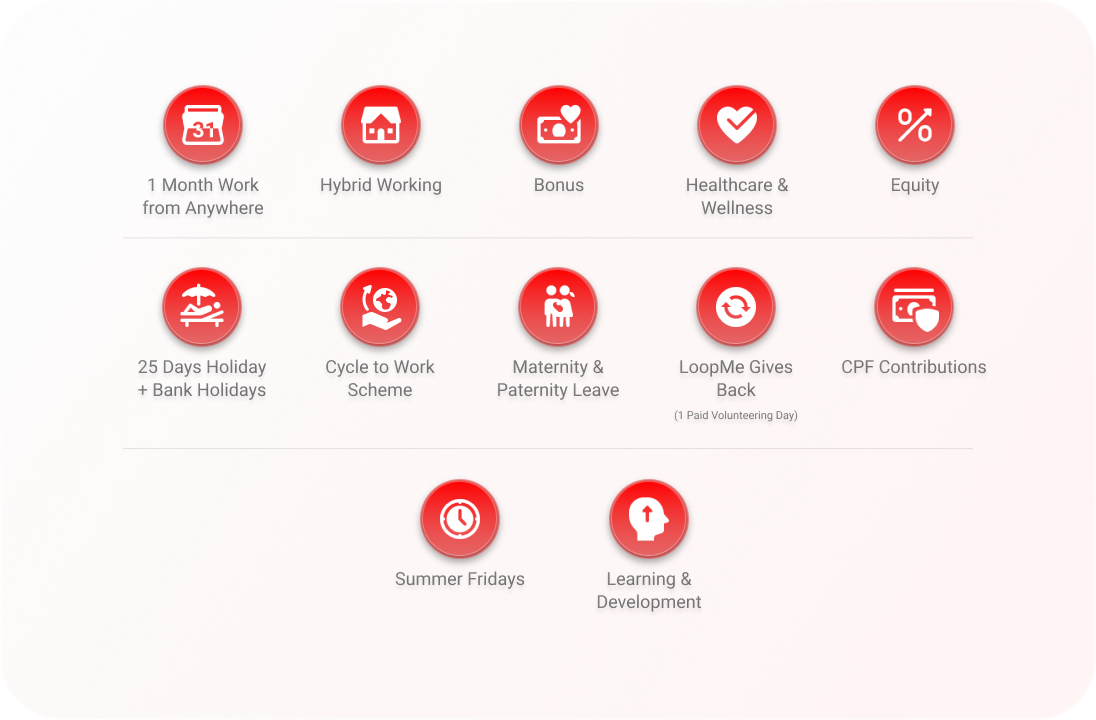 31
1 Month Work
from Anywhere
Hybrid Working
Bonus
Healthcare &
Wellness
Equity
25 Days Holiday
+ Bank Holidays
Cycle to Work
Scheme
Maternity &
Paternity Leave
LoopMe Gives
Back
(1 Paid Volunteering Day)
CPF Contributions
Summer Fridays
Learning &
Development